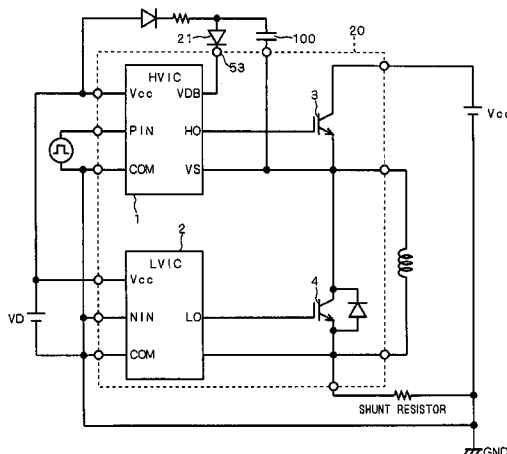 21
100
20
53
HVIC
Vcc
VDB
PIN
HO
COM
VS
1
3
Vcc
2
LVIC
Vcc
NIN
LO
COM
4
VD
SHUNT RESISTOR
GND